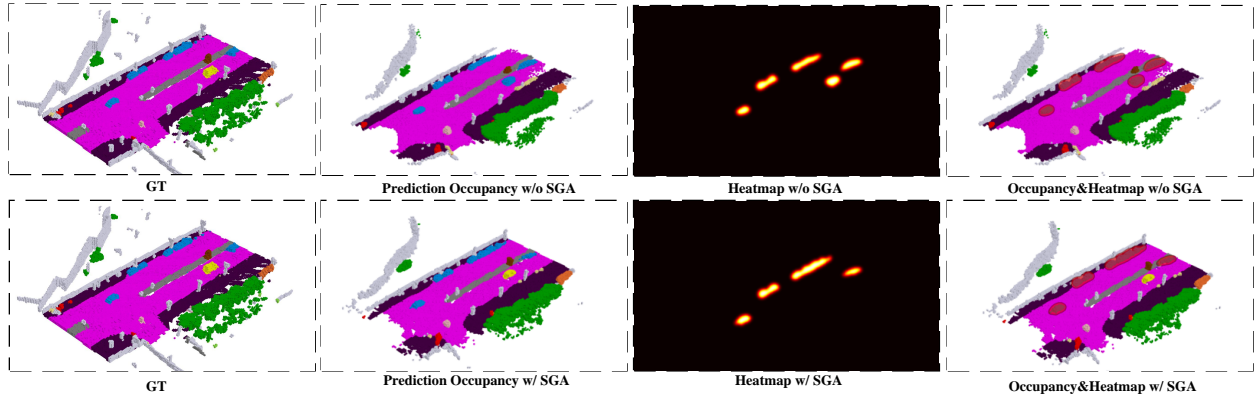 GT
Prediction Occupancy w/o SGA
Heatmap w/o SGA
Occupancy&Heatmap w/o SGA
GT
Prediction Occupancy w/ SGA
Heatmap w/ SGA
Occupancy&Heatmap w/ SGA